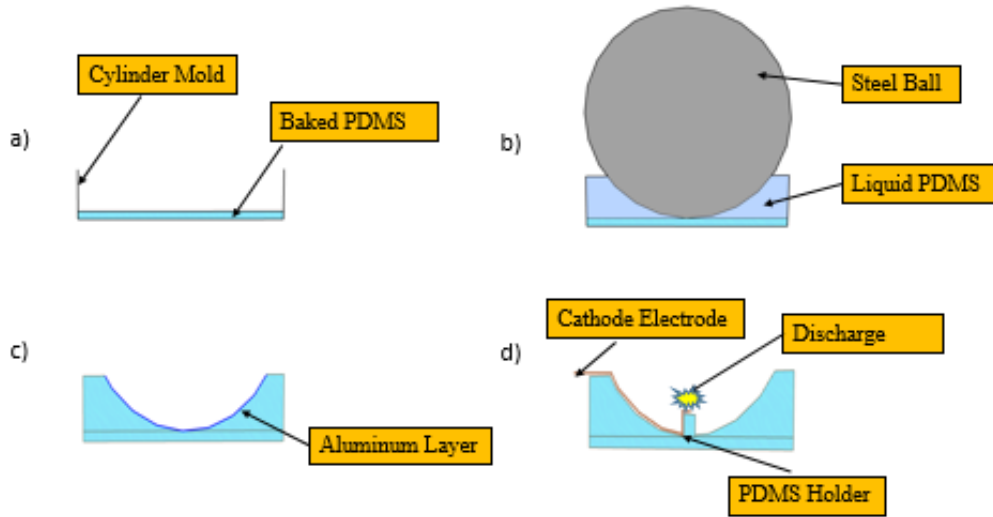 Cylinder Mold
Baked PDMS
a)
Steel Ball
b)
Liquid PDMS
c)
Aluminum Layer
Cathode Electrode
Discharge
d)
PDMS Holder